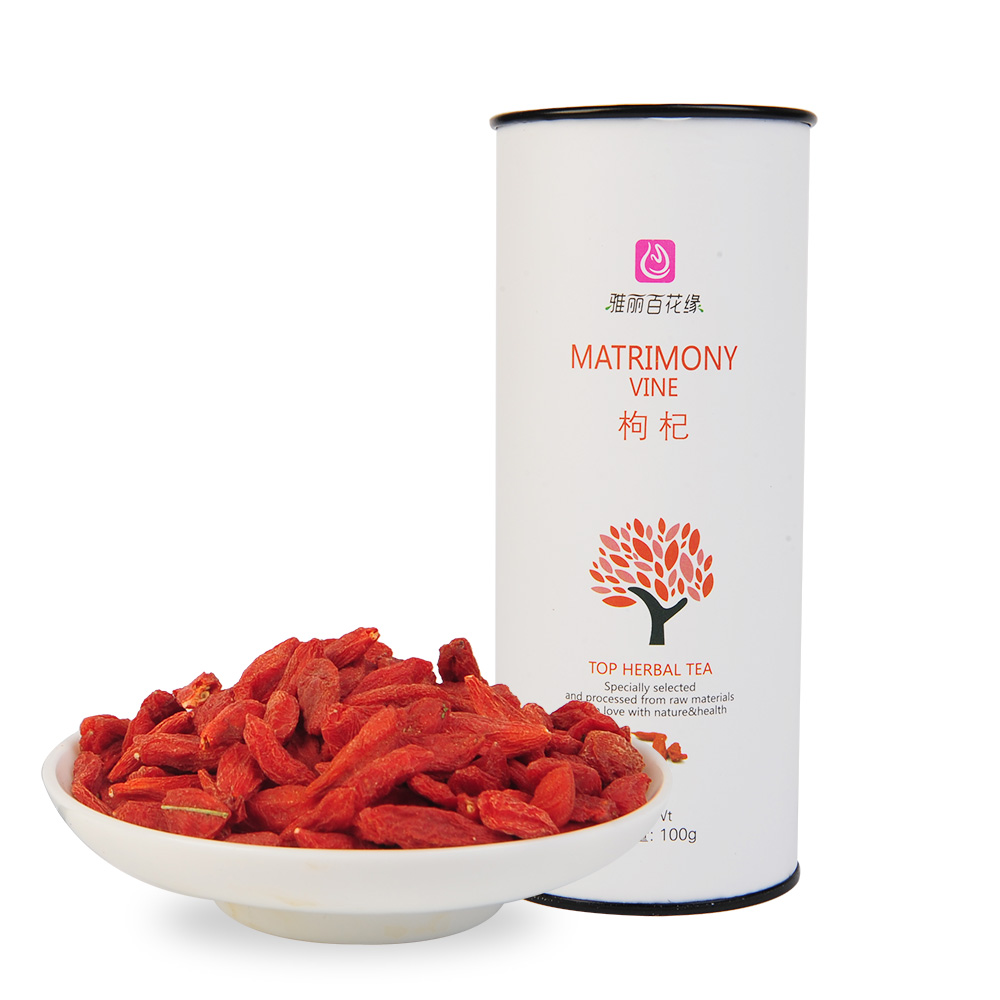 雅丽百花缘
MATRIMONY
VINE
枸杞
TOP HERBAL TEA
Specially selected
and processed from raw materials
love with nature&health
: 100g